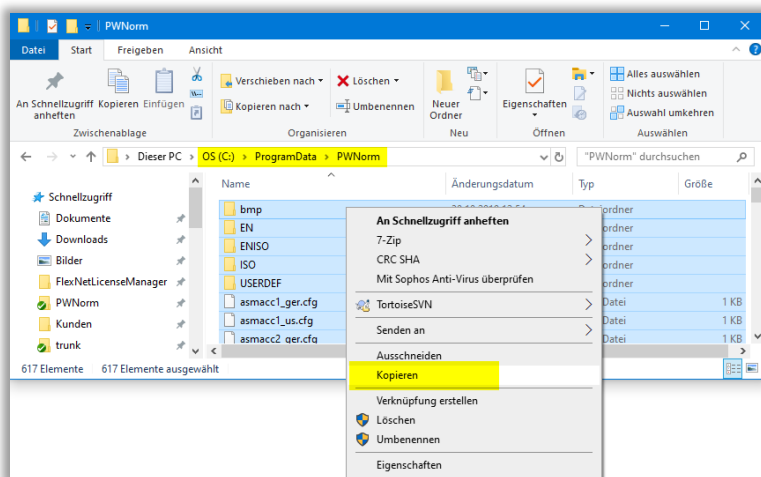 PWNorm
Datei Start Freigeben Ansicht
An Schnellzugriff anheften
Kopieren
Einfügen
Zwischenablage
Verschieben nach
Kopieren nach
Löschen
Umbenennen
Organisieren
Neuer Ordner
Neu
Eigenschaften
Öffnen
Alles auswählen
Nichts auswählen
Auswahl umkehren
Auswählen
Dieser PC > OS (C:) > ProgramData > PWNorm
"PWNorm" durchsuchen
Schnellzugriff
Dokumente
Downloads
Bilder
FlexNetLicenseManager
PWNorm
Kunden
trunk
Name Änderungsdatum Typ Größe
bmp
EN
ENISO
ISO
USERDEF
asmacc1_ger.cfg
asmacc1_us.cfg
asmacc2_ger.cfg
ordner
ordner
ordner
ordner
Datei 1 KB
Datei 1 KB
Datei 1 KB
An Schnellzugriff anheften
7-Zip
CRC SHA
Mit Sophos Anti-Virus überprüfen
TortoiseSVN
Senden an
Ausschneiden
Kopieren
Verknüpfung erstellen
Löschen
Umbenennen
Eigenschaften
617 Elemente 617 Elemente ausgewählt